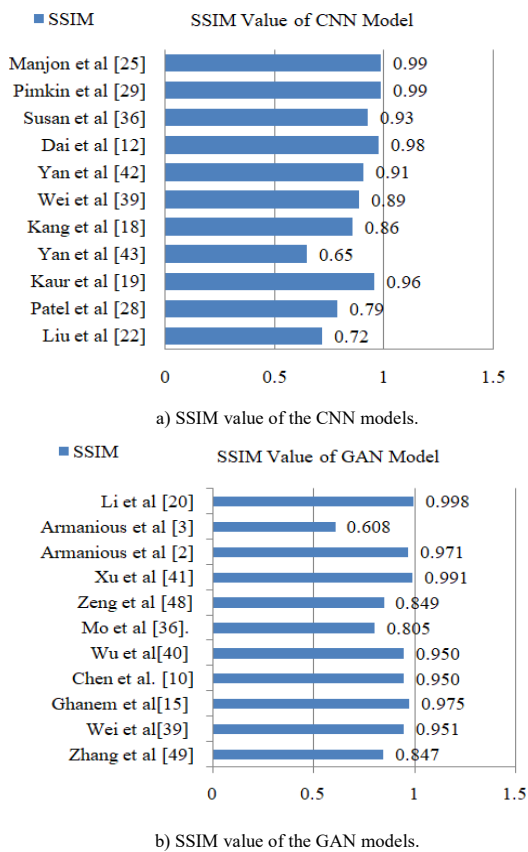 SSIM
SSIM Value of CNN Model
Manjon et al [25] 0.99
Pimkin et al [29] 0.99
Susan et al [36] 0.93
Dai et al [12] 0.98
Yan et al [42] 0.91
Wei et al [39] 0.89
Kang et al [18] 0.86
Yan et al [43] 0.65
Kaur et al [19] 0.96
Patel et al [28] 0.79
Liu et al [22] 0.72
0 0.5 1 1.5
a) SSIM value of the CNN models.
SSIM
SSIM Value of GAN Model
Li et al [20] 0.998
Armanious et al [3] 0.608
Armanious et al [2] 0.971
Xu et al [41] 0.991
Zeng et al [48] 0.849
Mo et al [36]. 0.805
Wu et al[40] 0.950
Chen et al. [10] 0.950
Ghanem et al[15] 0.975
Wei et al[39] 0.951
Zhang et al [49] 0.847
0 0.5 1 1.5
b) SSIM value of the GAN models.